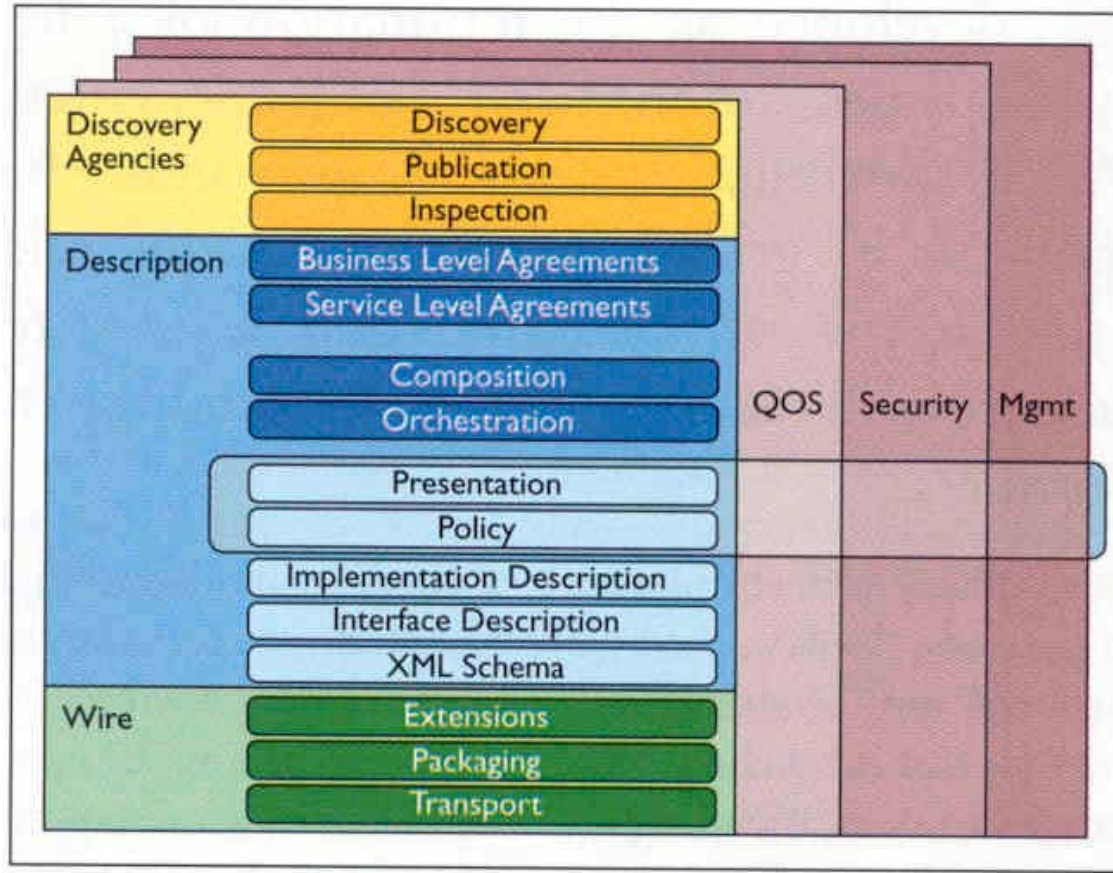 Discovery
Agencies
Discovery
Publication
Inspection
Description
Business Level Agreements
Service Level Agreements
Composition
Orchestration
Presentation
Policy
Implementation Description
Interface Description
XML Schema
Wire
Extensions
Packaging
Transport
QOS
Security
Mgmt